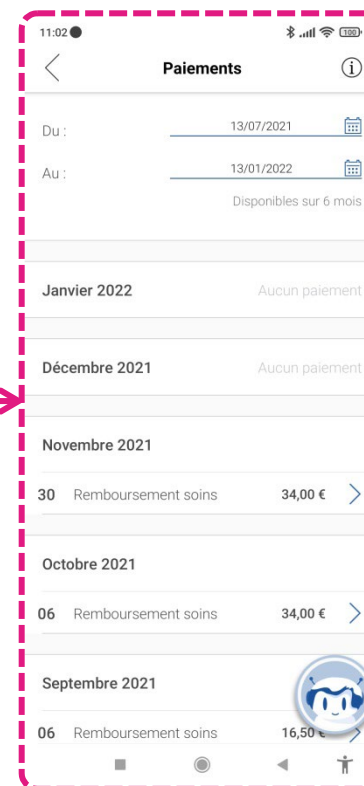 11:02 100
Paiements
Du : 13/07/2021
Au : 13/01/2022
Disponibles sur 6 mois
Janvier 2022 Aucun paiement
Décembre 2021 Aucun paiement
Novembre 2021
30 Remboursement soins 34,00 €
Octobre 2021
06 Remboursement soins 34,00 €
Septembre 2021
06 Remboursement soins 16,50 €